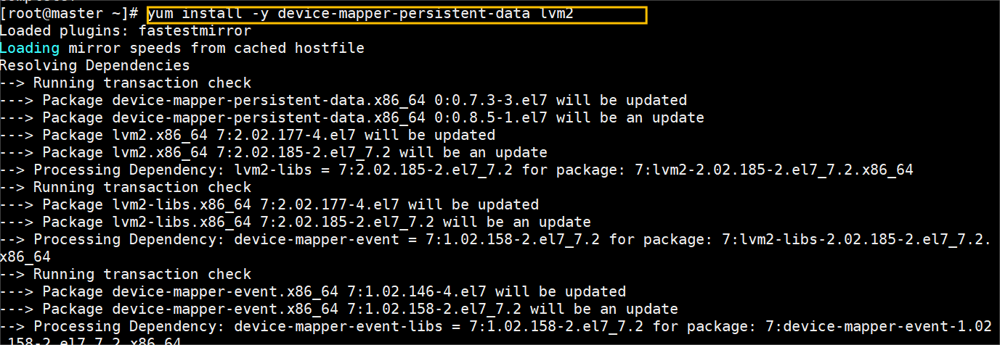 [root@master ~]# yum install -y device-mapper-persistent-data lvm2
Loaded plugins: fastestmirror
Loading mirror speeds from cached hostfile
Resolving Dependencies
--> Running transaction check
---> Package device-mapper-persistent-data.x86_64 0:0.7.3-3.el7 will be updated
---> Package device-mapper-persistent-data.x86_64 0:0.8.5-1.el7 will be an update
---> Package lvm2.x86_64 7:2.02.177-4.el7 will be updated
---> Package lvm2.x86_64 7:2.02.185-2.el7_7.2 will be an update
--> Processing Dependency: lvm2-libs = 7:2.02.185-2.el7_7.2 for package: 7:lvm2-2.02.185-2.el7_7.2.x86_64
--> Running transaction check
---> Package lvm2-libs.x86_64 7:2.02.177-4.el7 will be updated
---> Package lvm2-libs.x86_64 7:2.02.185-2.el7_7.2 will be an update
--> Processing Dependency: device-mapper-event = 7:1.02.158-2.el7_7.2 for package: 7:lvm2-libs-2.02.185-2.el7_7.2.
x86_64
--> Running transaction check
---> Package device-mapper-event.x86_64 7:1.02.146-4.el7 will be updated
---> Package device-mapper-event.x86_64 7:1.02.158-2.el7_7.2 will be an update
--> Processing Dependency: device-mapper-event-libs = 7:1.02.158-2.el7_7.2 for package: 7:device-mapper-event-1.02
.158-2.el7_7.2.x86_64